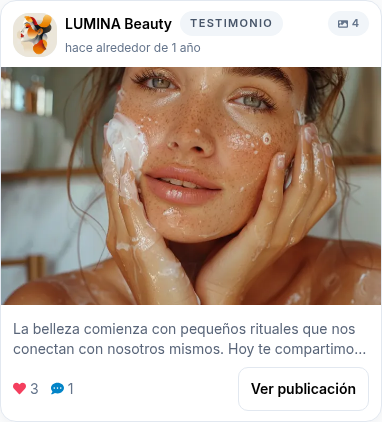 LUMINA Beauty TESTIMONIO 4
hace alrededor de 1 año
La belleza comienza con pequeños rituales que nos
conectan con nosotros mismos. Hoy te compartimo...
3 1 Ver publicación